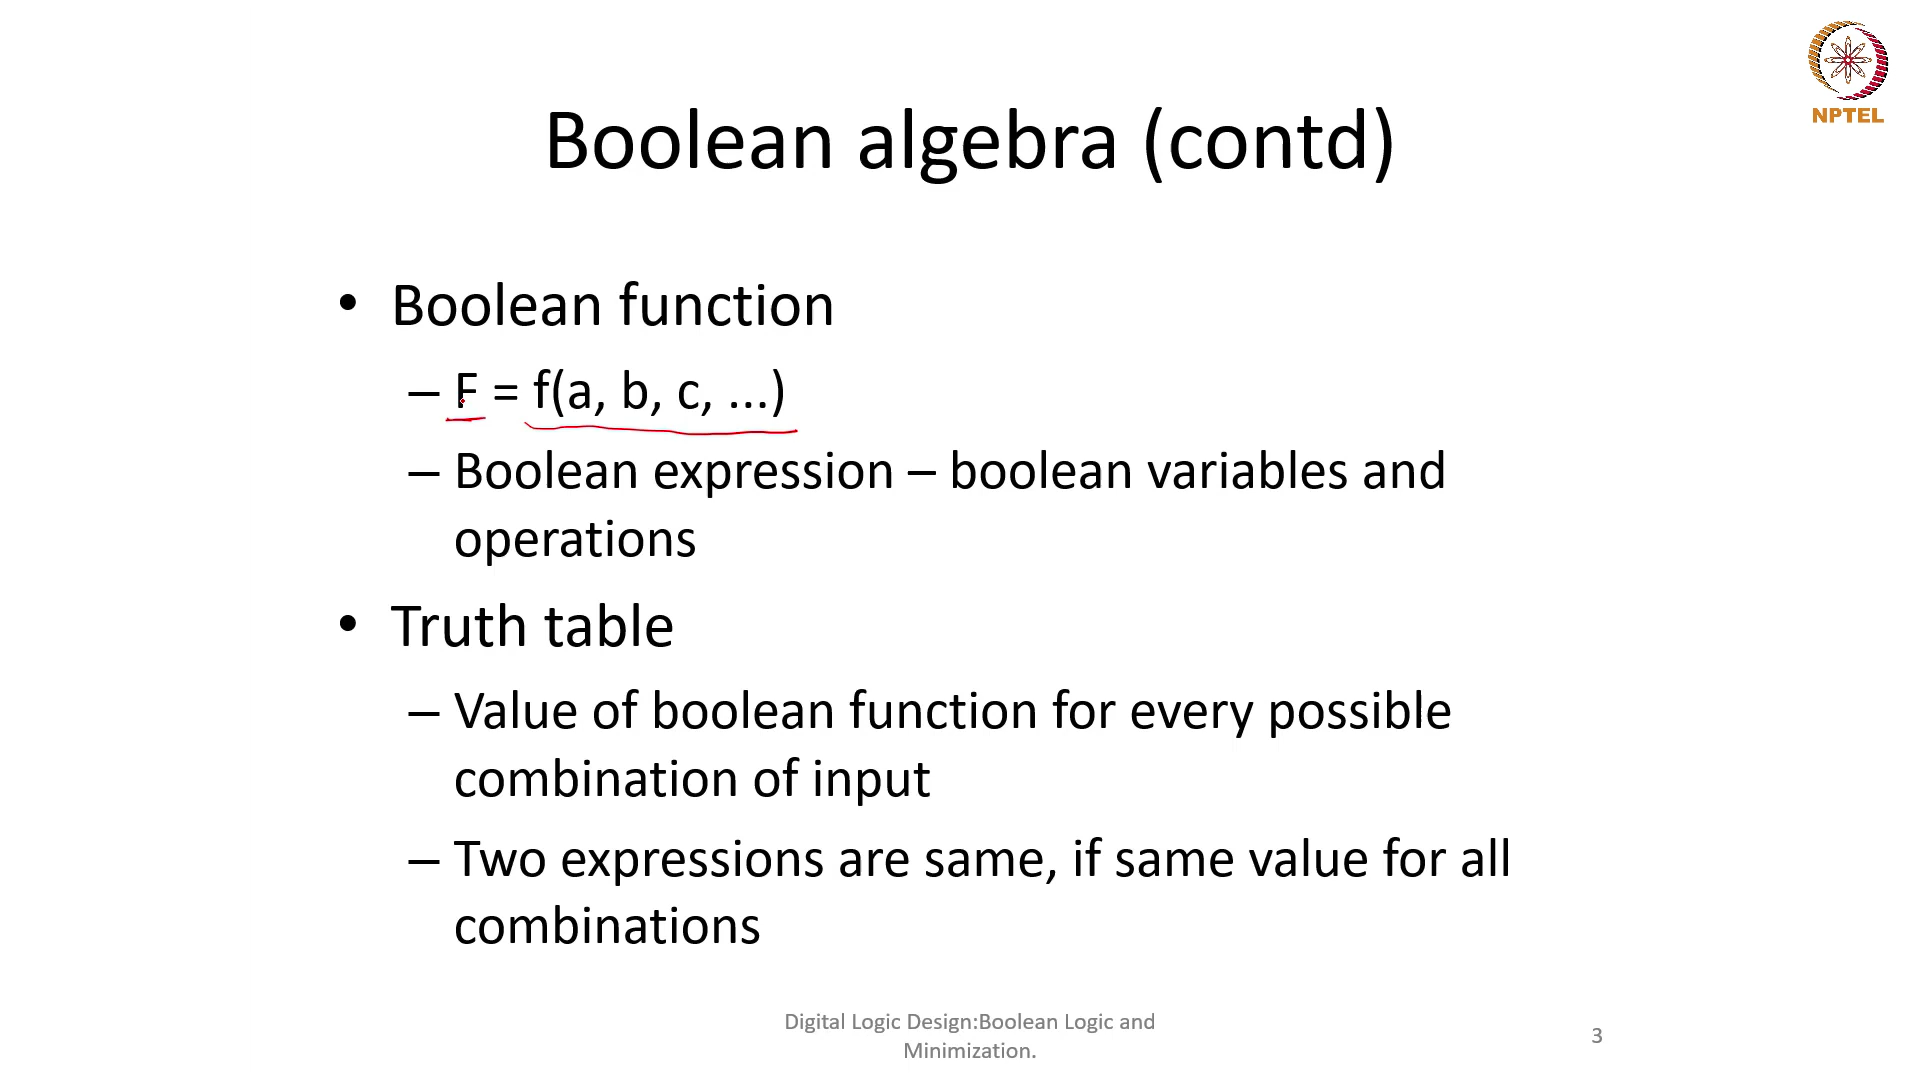 NPTEL
Boolean algebra (contd)
• Boolean function
– F = f(a, b, c, ...)
– Boolean expression – boolean variables and
operations
• Truth table
– Value of boolean function for every possible
combination of input
– Two expressions are same, if same value for all
combinations
Digital Logic Design:Boolean Logic and
Minimization.
3